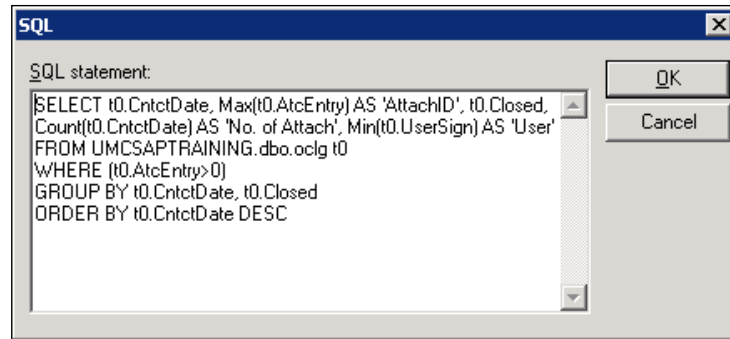 SQL
SQL statement:
SELECT t0.CntctDate, Max(t0.AtcEntry) AS 'AttachID', t0.Closed,
Count(t0.CntctDate) AS 'No. of Attach', Min(t0.UserSign) AS 'User'
FROM UMCSAPTRAINING.dbo.oclg t0
WHERE (t0.AtcEntry>0)
GROUP BY t0.CntctDate, t0.Closed
ORDER BY t0.CntctDate DESC
OK
Cancel